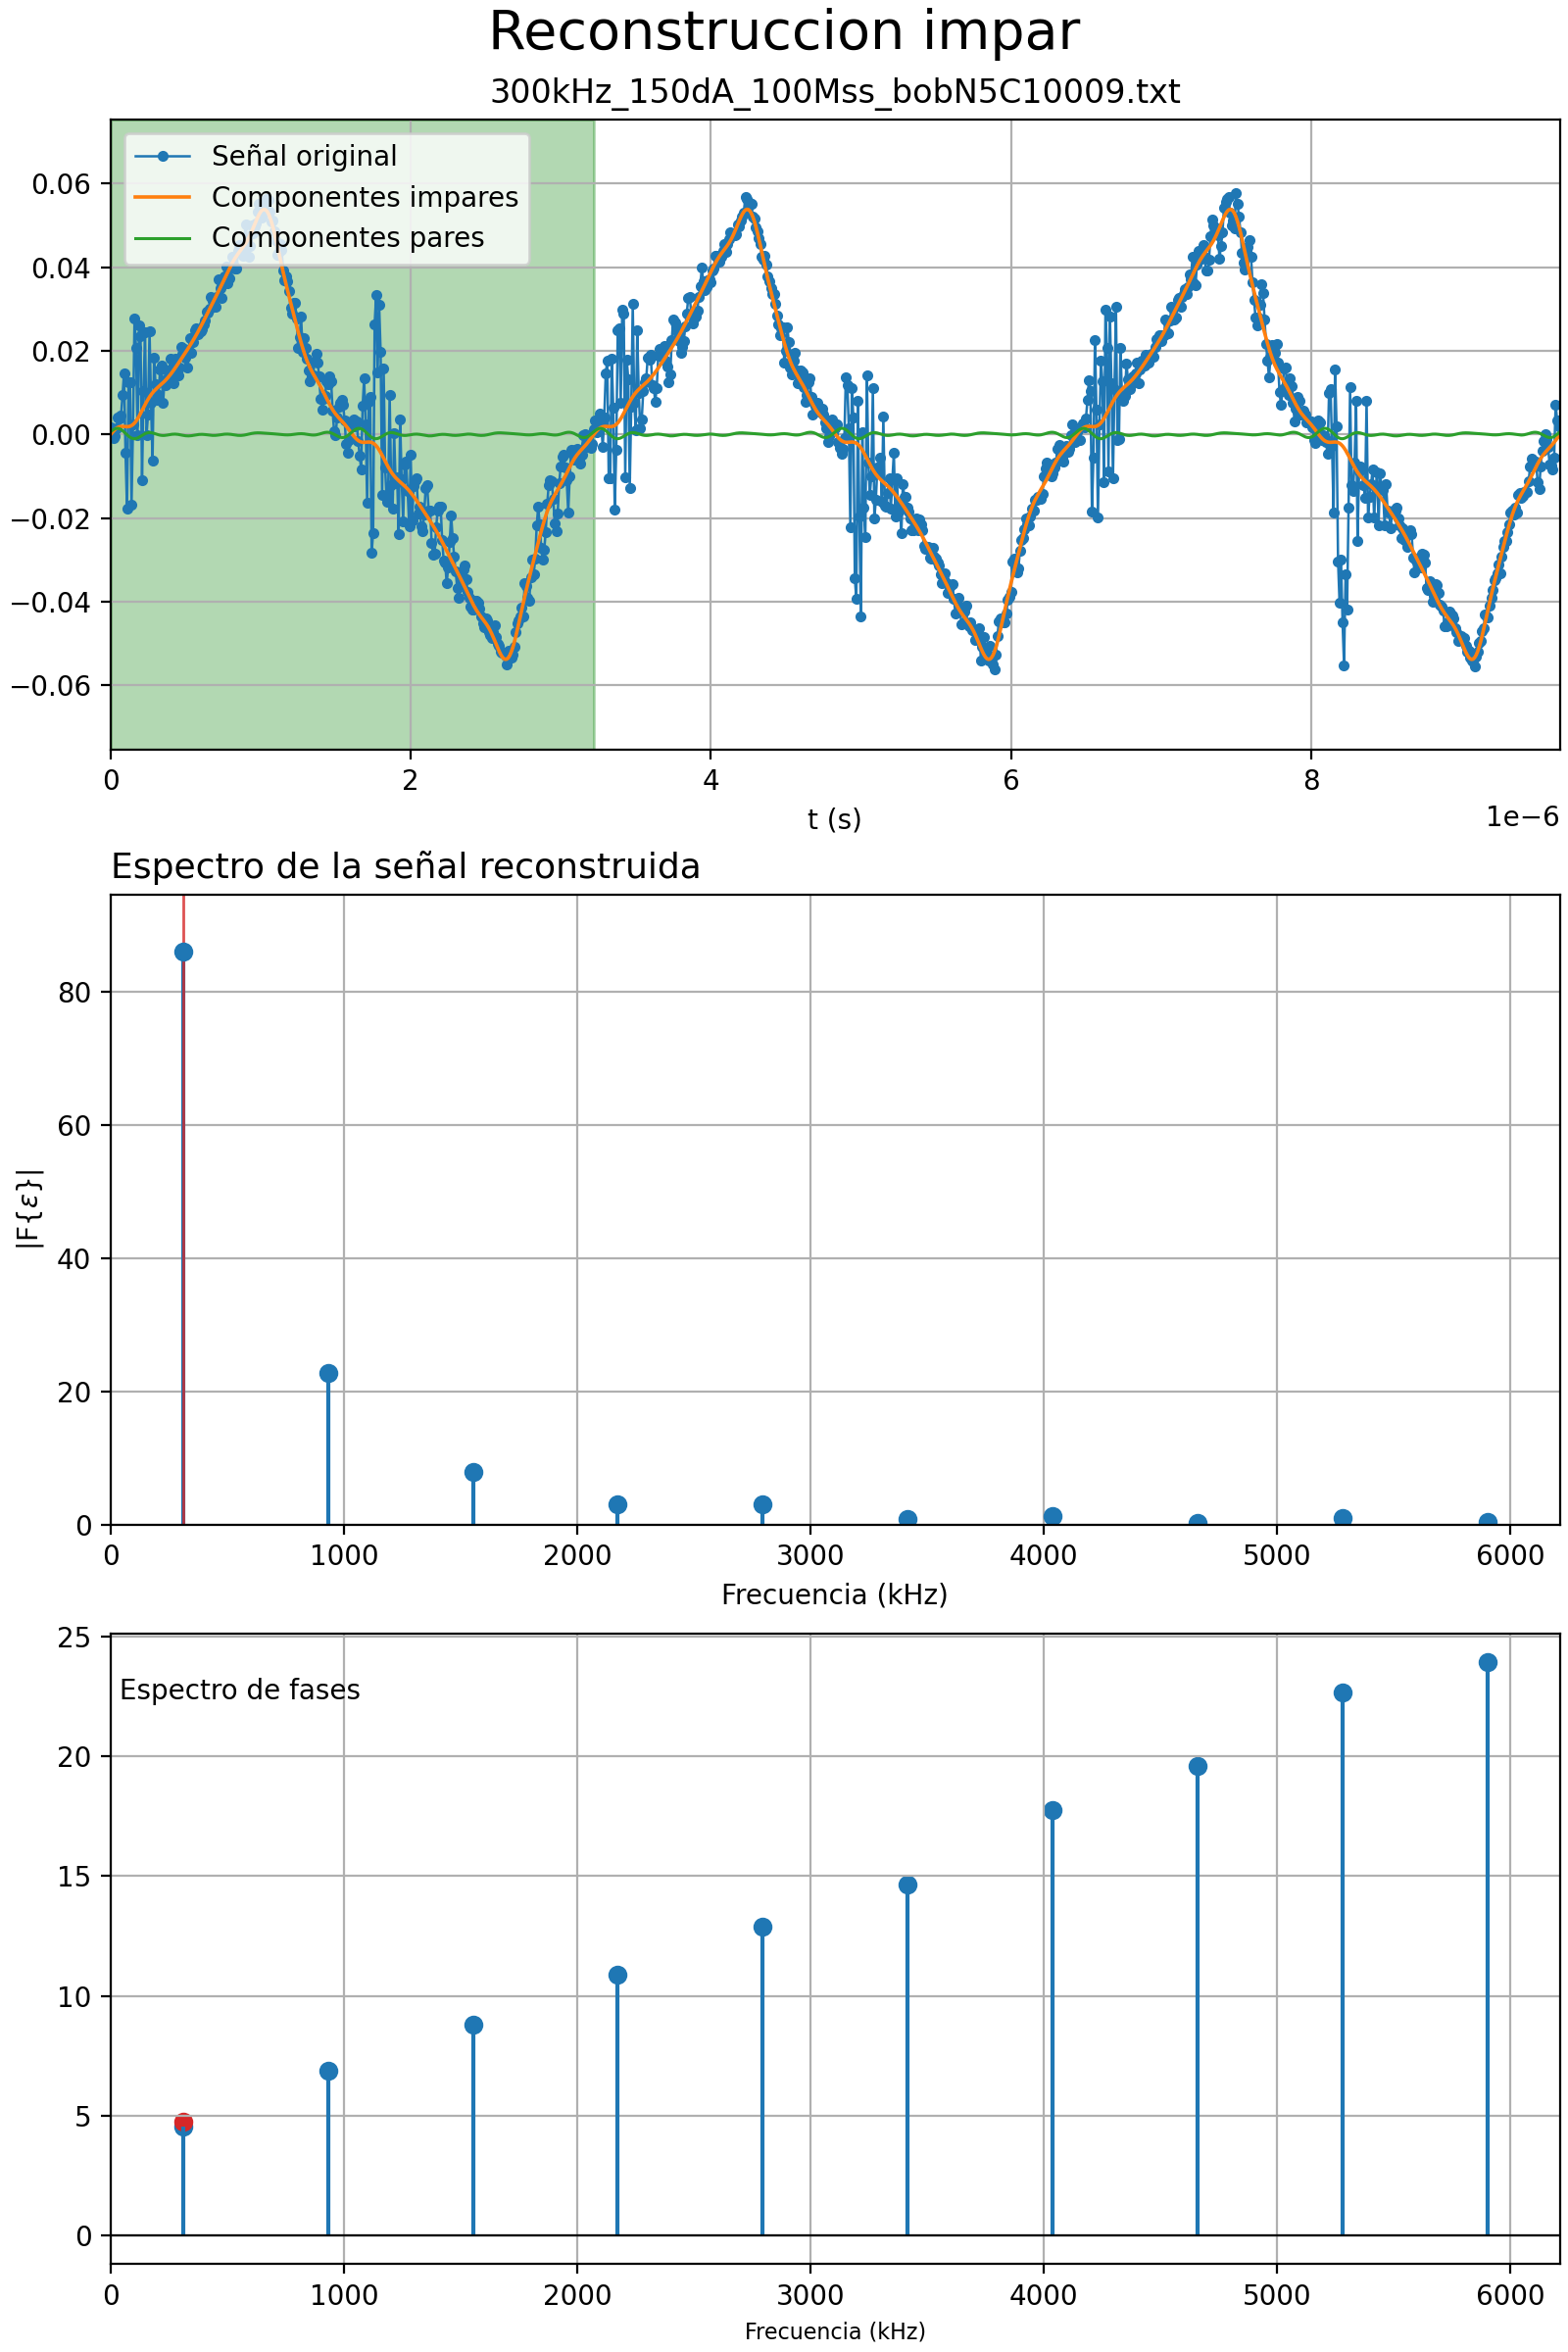 Reconstruccion impar
300kHz_150dA_100Mss_bobN5C10009.txt
Señal original
Componentes impares
Componentes pares
0.06
0.04
0.02
0.00
−0.02
−0.04
−0.06
0 2 4 6 8
1e−6
t (s)
Espectro de la señal reconstruida
80
60
40
20
0
|F{ε}|
0 1000 2000 3000 4000 5000 6000
Frecuencia (kHz)
25
Espectro de fases
20
15
10
5
0
0 1000 2000 3000 4000 5000 6000
Frecuencia (kHz)